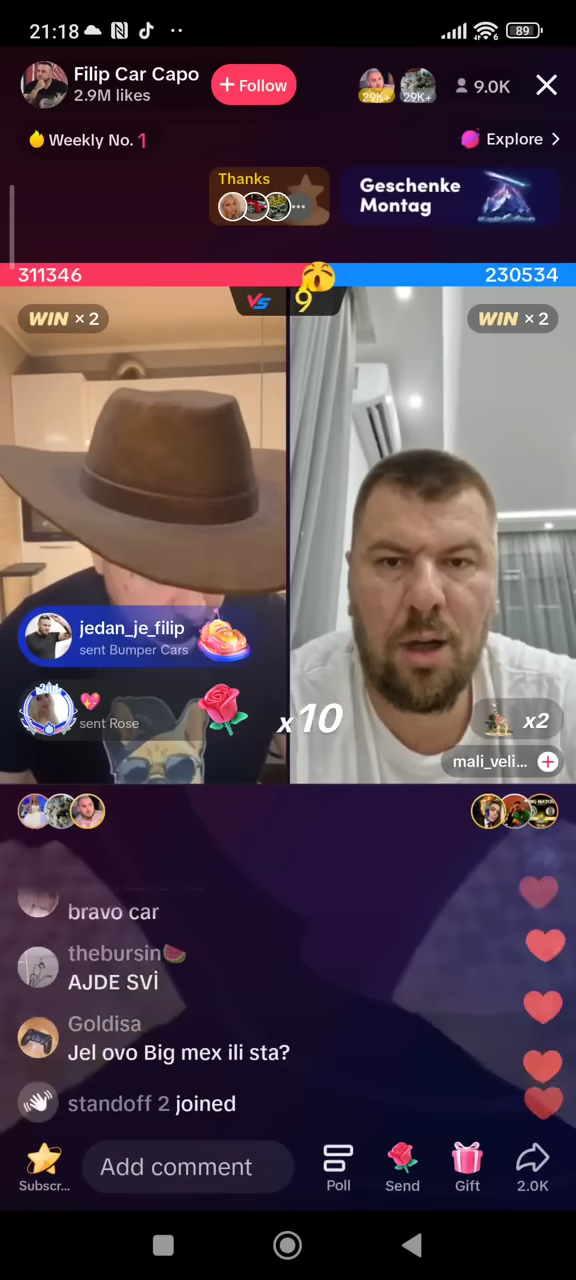 21:18
89
Filip Car Capo
2.9M likes
+ Follow
29K+
29K+
9.0K
Weekly No. 1
Explore >
Thanks
Geschenke
Montag
311346
230534
VS
9
WIN × 2
WIN × 2
jedan_je_filip
sent Bumper Cars
sent Rose
x10
x2
mali_veli...
bravo car
thebursin🍉
AJDE SVİ
Goldisa
Jel ovo Big mex ili sta?
standoff 2 joined
Add comment
Subscr...
Poll
Send
Gift
2.0K